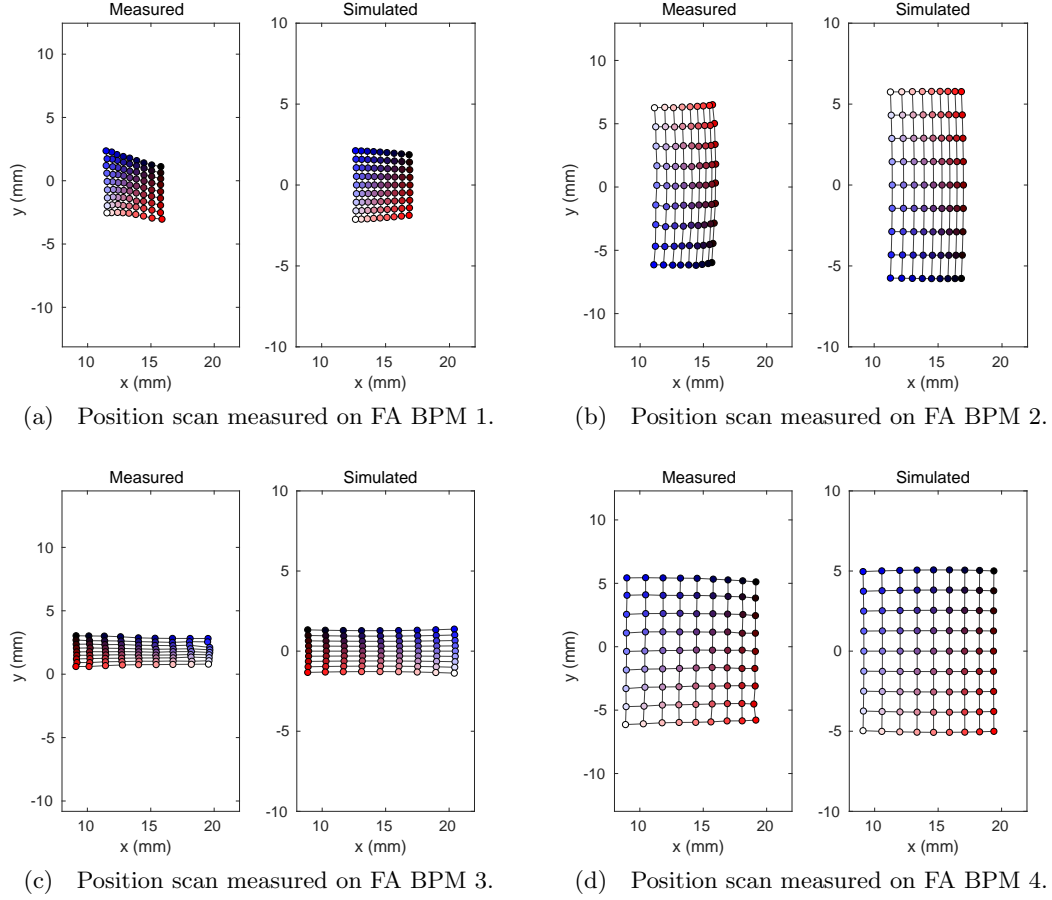 Measured Simulated Measured Simulated
10 10 10 10
5 5 5 5
y (mm) 0 0 y (mm) 0 0
-5 -5 -5 -5
-10 -10 -10 -10
10 15 20 10 15 20 10 15 20 10 15 20
x (mm) x (mm) x (mm) x (mm)
(a) Position scan measured on FA BPM 1. (b) Position scan measured on FA BPM 2.
Measured Simulated Measured Simulated
10 10 10 10
5 5 5 5
y (mm) 0 0 y (mm) 0 0
-5 -5 -5 -5
-10 -10 -10 -10
10 15 20 10 15 20 10 15 20 10 15 20
x (mm) x (mm) x (mm) x (mm)
(c) Position scan measured on FA BPM 3. (d) Position scan measured on FA BPM 4.